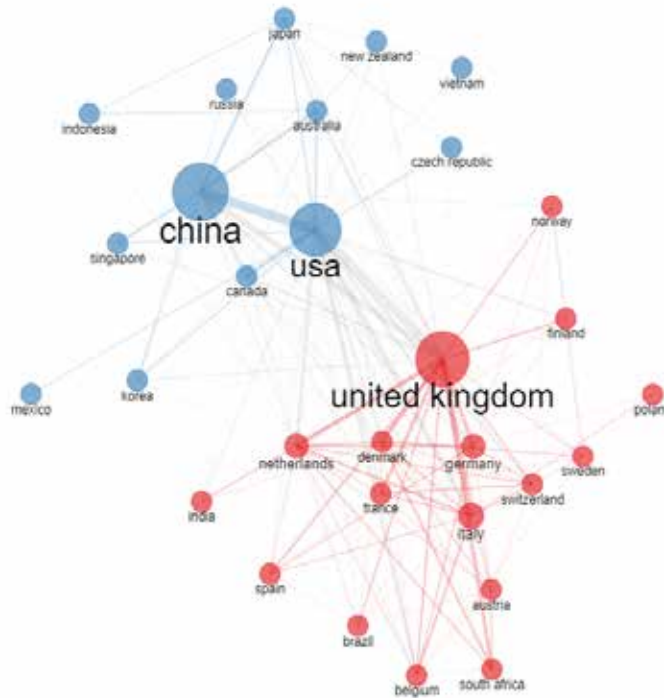 japan
new zealand
vietnam
russia
indonesia
australia
czech republic
china
norway
usa
singapore
canada
finland
united kingdom
mexico
korea
polan
netherlands
denmark
germany
sweden
switzerland
india
france
italy
spain
austria
brazil
belgium
south africa